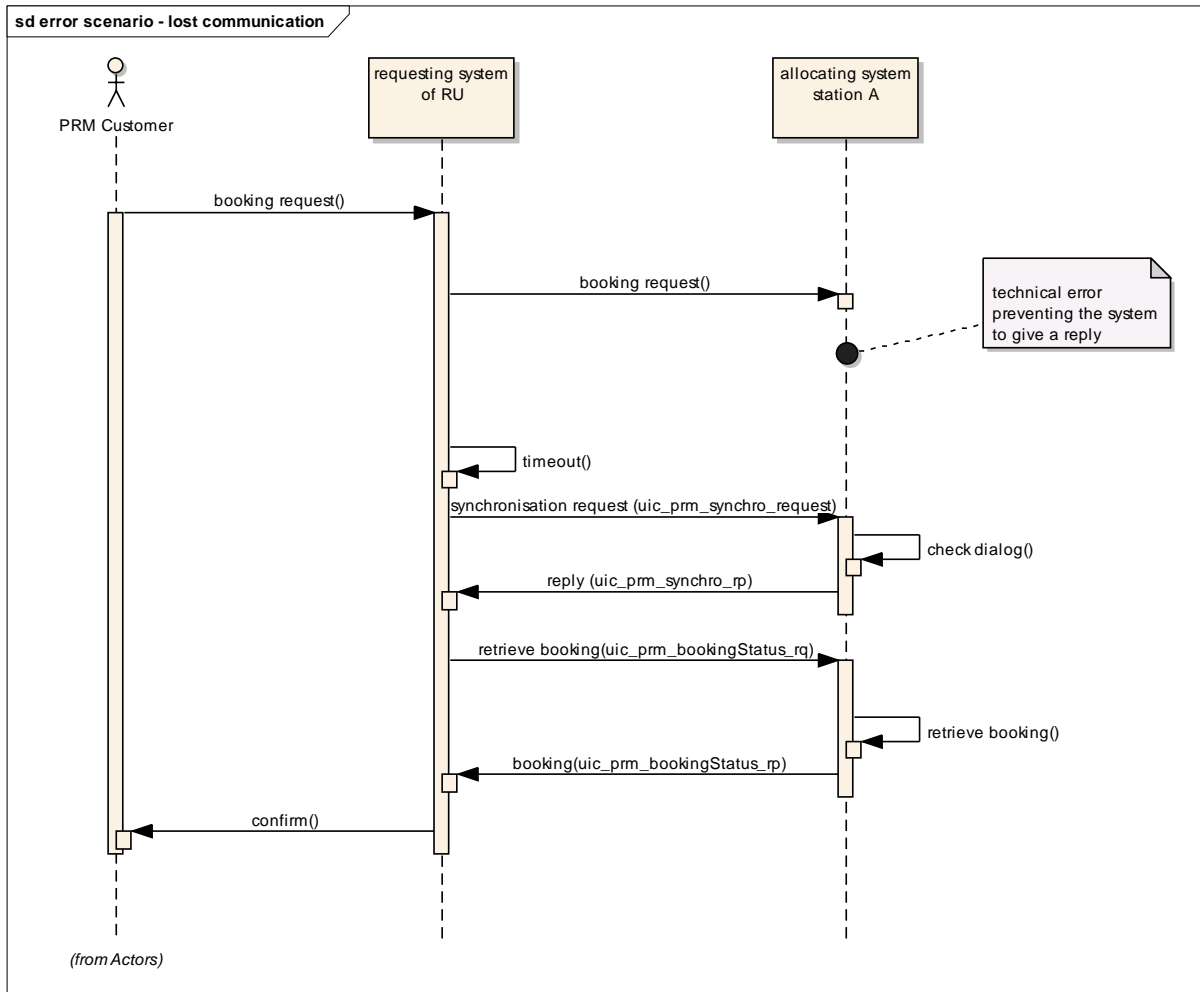 sd error scenario - lost communication
PRM Customer
requesting system
of RU
allocating system
station A
booking request()
booking request()
technical error
preventing the system
to give a reply
timeout()
synchronisation request (uic_prm_synchro_request)
check dialog()
reply (uic_prm_synchro_rp)
retrieve booking(uic_prm_bookingStatus_rq)
retrieve booking()
booking(uic_prm_bookingStatus_rp)
confirm()
(from Actors)